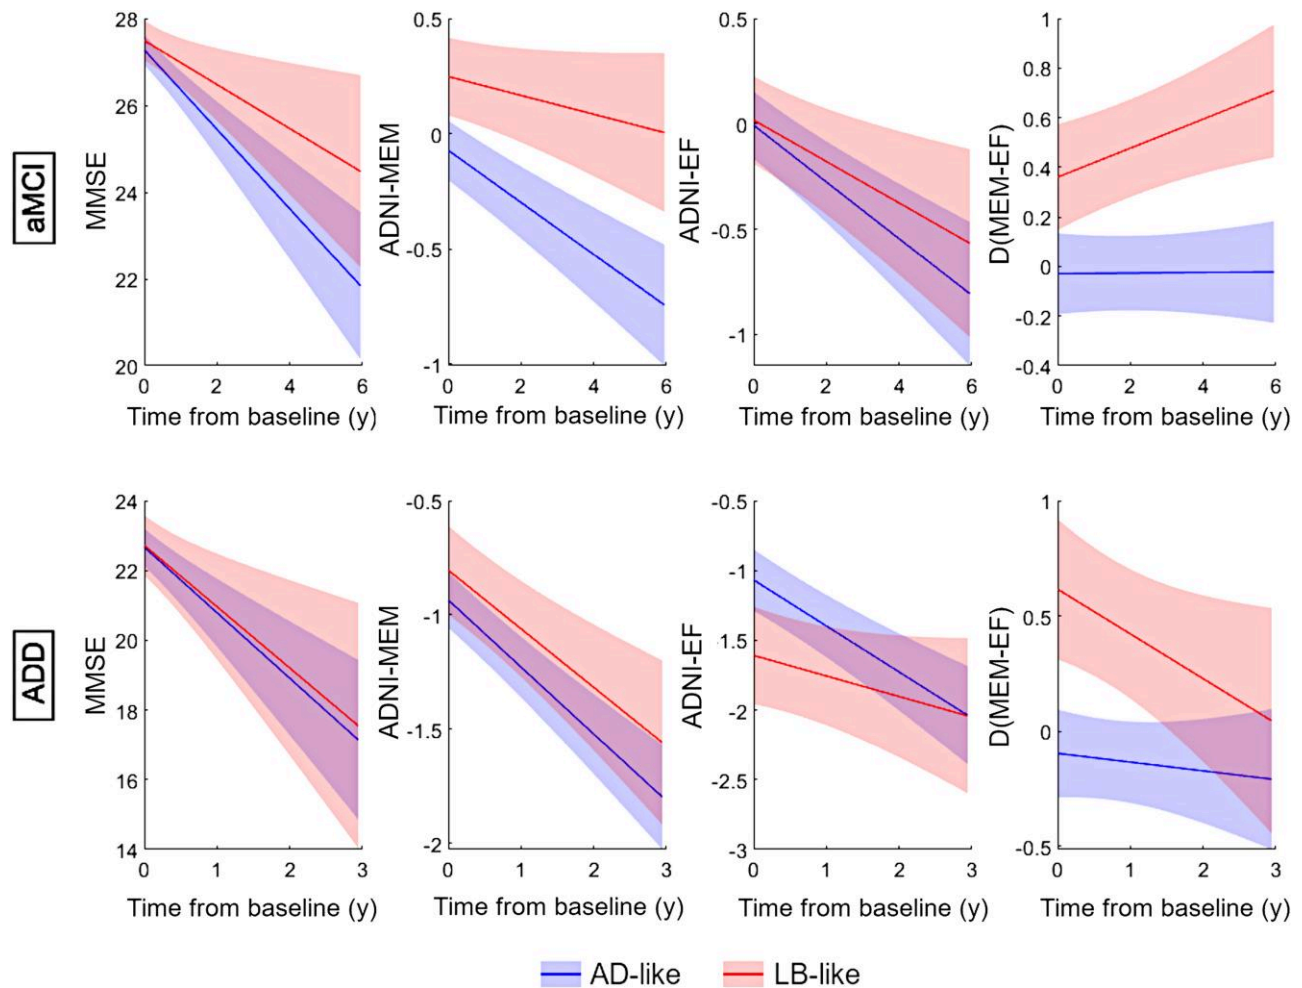 aMCI
MMSE
28
26
24
22
20
0 2 4 6
Time from baseline (y)
ADNI-MEM
0.5
0
-0.5
-1
0 2 4 6
Time from baseline (y)
ADNI-EF
0.5
0
-0.5
-1
0 2 4 6
Time from baseline (y)
D(MEM-EF)
1
0.8
0.6
0.4
0.2
0
-0.2
-0.4
0 2 4 6
Time from baseline (y)
ADD
MMSE
24
22
20
18
16
14
0 1 2 3
Time from baseline (y)
ADNI-MEM
-0.5
-1
-1.5
-2
0 1 2 3
Time from baseline (y)
ADNI-EF
-0.5
-1
-1.5
-2
-2.5
-3
0 1 2 3
Time from baseline (y)
D(MEM-EF)
1
0.5
0
-0.5
0 1 2 3
Time from baseline (y)
AD-like LB-like